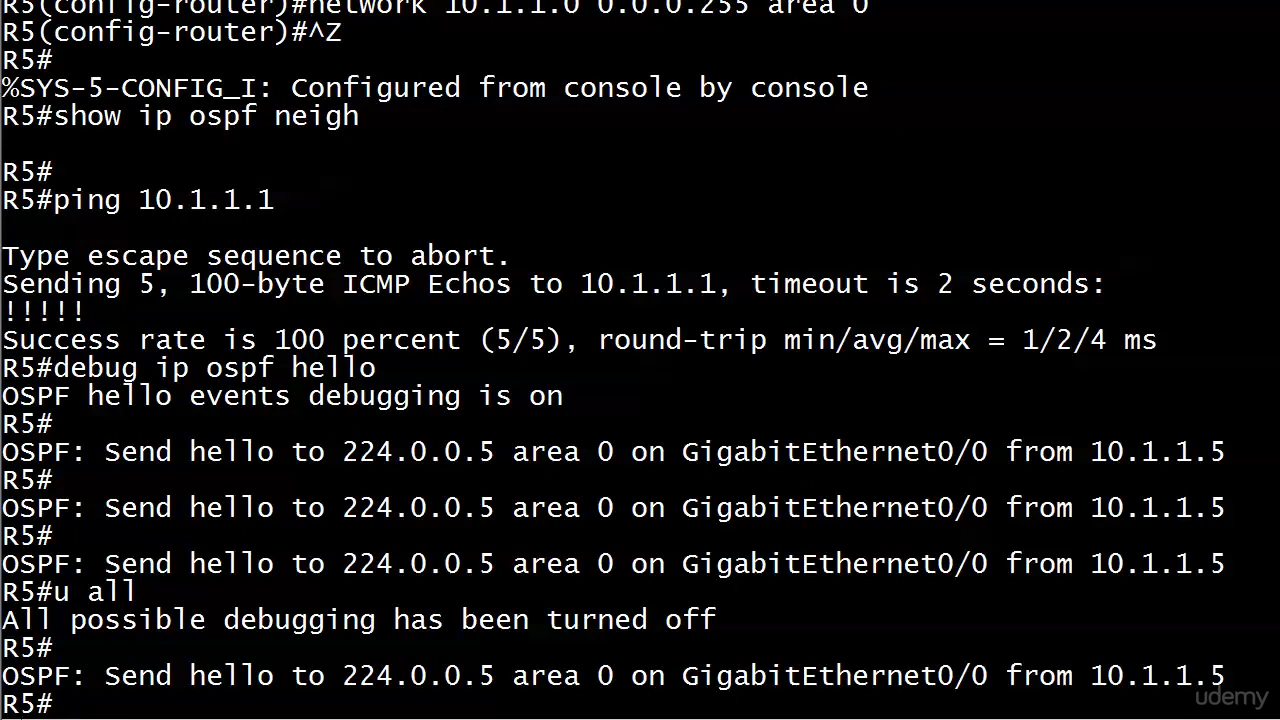 R5(config-router)#network 10.1.1.0 0.0.0.255 area 0
R5(config-router)#^Z
R5#
%SYS-5-CONFIG_I: Configured from console by console
R5#show ip ospf neigh
R5#
R5#ping 10.1.1.1
Type escape sequence to abort.
Sending 5, 100-byte ICMP Echos to 10.1.1.1, timeout is 2 seconds:
!!!!!
Success rate is 100 percent (5/5), round-trip min/avg/max = 1/2/4 ms
R5#debug ip ospf hello
OSPF hello events debugging is on
R5#
OSPF: Send hello to 224.0.0.5 area 0 on GigabitEthernet0/0 from 10.1.1.5
R5#
OSPF: Send hello to 224.0.0.5 area 0 on GigabitEthernet0/0 from 10.1.1.5
R5#
OSPF: Send hello to 224.0.0.5 area 0 on GigabitEthernet0/0 from 10.1.1.5
R5#u all
All possible debugging has been turned off
R5#
OSPF: Send hello to 224.0.0.5 area 0 on GigabitEthernet0/0 from 10.1.1.5
R5#
udemy